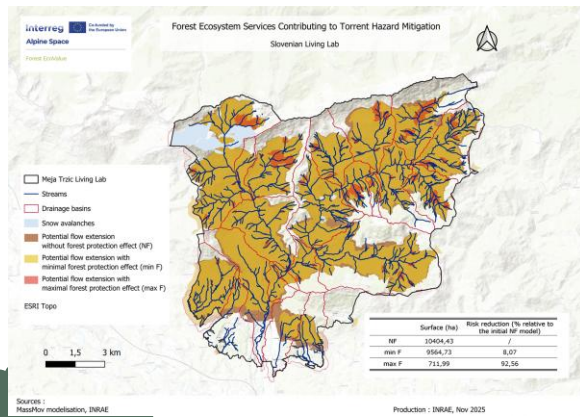 Interreg
Co-funded by
the European Union
Alpine Space
Forest EcoValue
Forest Ecosystem Services Contributing to Torrent Hazard Mitigation
Slovenian Living Lab
Meja Trzic Living Lab
Streams
Drainage basins
Snow avalanches
Potential flow extension
without forest protection effect (NF)
Potential flow extension with
minimal forest protection effect (min F)
Potential flow extension with
maximal forest protection effect (max F)
ESRI Topo
0 1,5 3 km
Surface (ha) Risk reduction (% relative to
the initial NF model)
NF 10404,43 /
min F 9564,73 8,07
max F 711,99 92,56
Sources :
MassMov modelisation, INRAE
Production : INRAE, Nov 2025